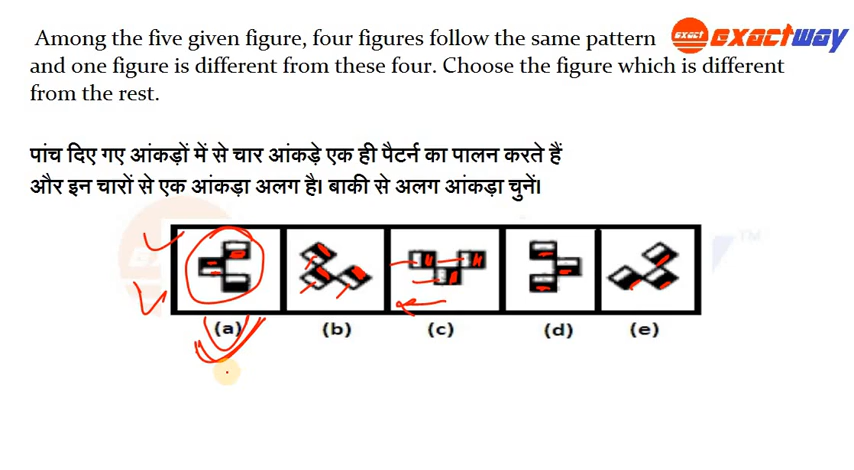 Among the five given figure, four figures follow the same pattern
and one figure is different from these four. Choose the figure which is different
from the rest.
exact
exactway
पांच दिए गए आंकड़ों में से चार आंकड़े एक ही पैटर्न का पालन करते हैं
और इन चारों से एक आंकड़ा अलग है। बाकी से अलग आंकड़ा चुनें।
TM
(a) (b) (c) (d) (e)